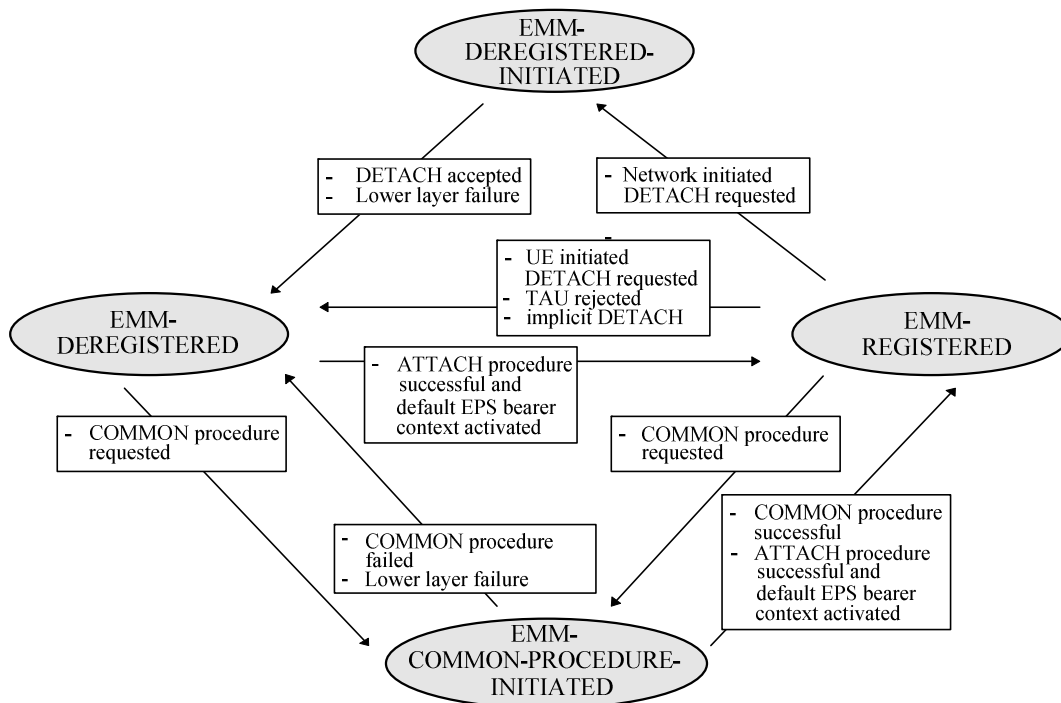 EMM-
DEREGISTERED-
INITIATED
- DETACH accepted
- Lower layer failure
- Network initiated
DETACH requested
-
- UE initiated
DETACH requested
- TAU rejected
- implicit DETACH
EMM-
DEREGISTERED
EMM-
REGISTERED
- ATTACH procedure
successful and
default EPS bearer
context activated
- COMMON procedure
requested
- COMMON procedure
requested
- COMMON procedure
failed
- Lower layer failure
- COMMON procedure
successful
- ATTACH procedure
successful and
default EPS bearer
context activated
EMM-
COMMON-PROCEDURE-
INITIATED